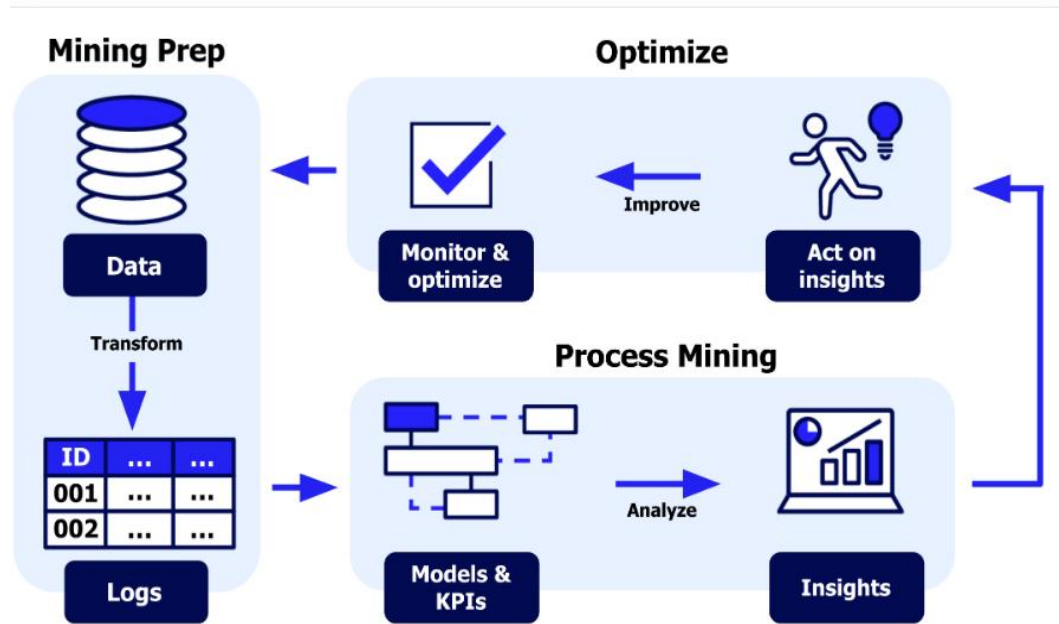 Mining Prep
Data
Transform
ID ... ...
001 ... ...
002 ... ...
Logs
Optimize
Improve
Monitor &
optimize
Act on
insights
Process Mining
Analyze
Models &
KPIs
Insights